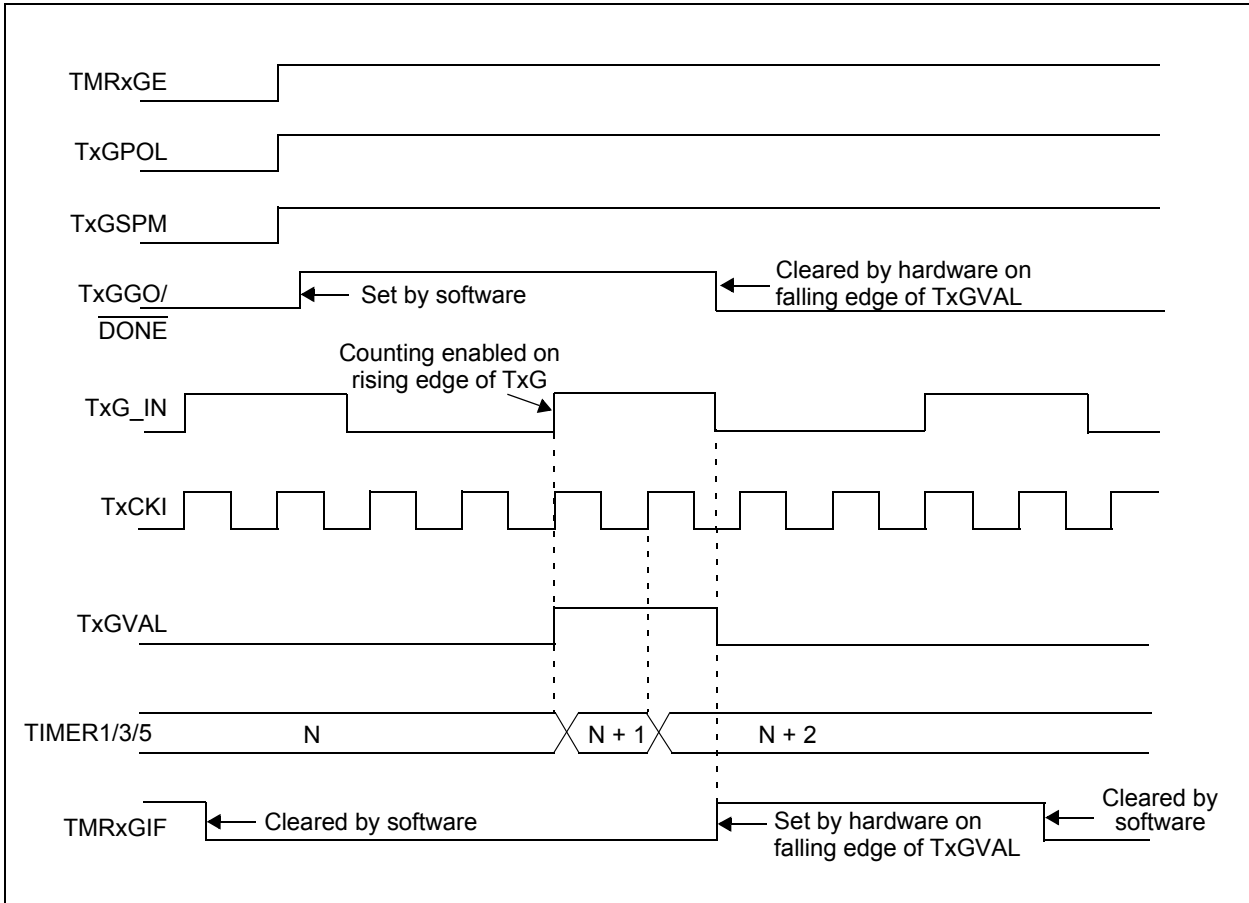 TMRxGE
TxGPOL
TxGSPM
TxGGO/
DONE
Set by software
Cleared by hardware on
falling edge of TxGVAL
Counting enabled on
rising edge of TxG
TxG_IN
TxCKI
TxGVAL
TIMER1/3/5
N
N + 1
N + 2
TMRxGIF
Cleared by software
Set by hardware on
falling edge of TxGVAL
Cleared by
software